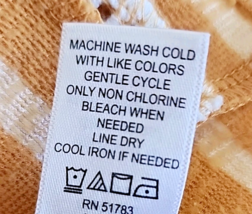 MACHINE WASH COLD
WITH LIKE COLORS
GENTLE CYCLE
ONLY NON CHLORINE
BLEACH WHEN
NEEDED
LINE DRY
COOL IRON IF NEEDED
RN 51783